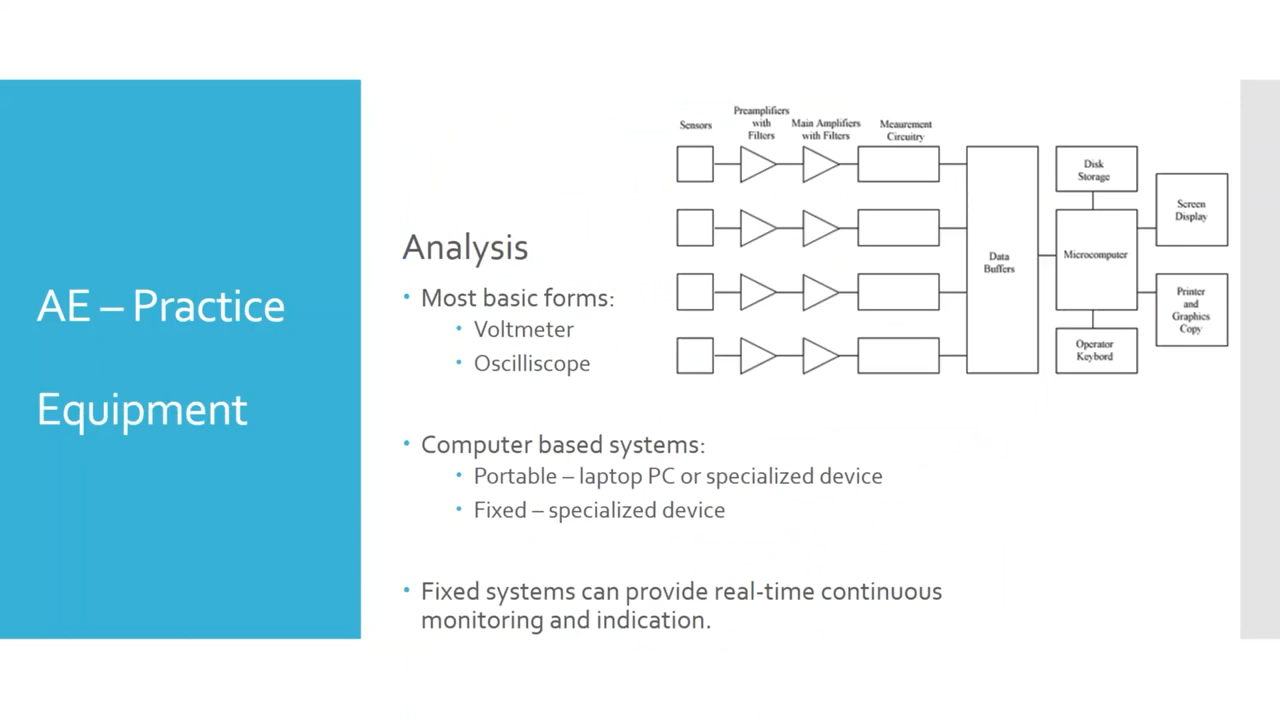 AE – Practice
Equipment
Analysis
• Most basic forms:
• Voltmeter
• Oscilliscope
• Computer based systems:
• Portable – laptop PC or specialized device
• Fixed – specialized device
• Fixed systems can provide real-time continuous
monitoring and indication.
Sensors
Preamplifiers
with
Filters
Main Amplifiers
with Filters
Meaurement
Circuitry
Data
Buffers
Disk
Storage
Microcomputer
Operator
Keybord
Screen
Display
Printer
and
Graphics
Copy